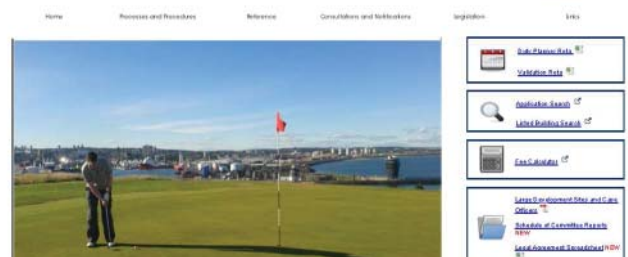 Home
Processes and Procedures
Reference
Consultations and Notifications
Legislation
Links
Duty Planner Rota
Validation Rota
Application Search
Listed Building Search
Fee Calculator
Large Development Sites and Case
Officers
Schedule of Committee Reports
NEW
Legal Agreement Spreadsheet NEW